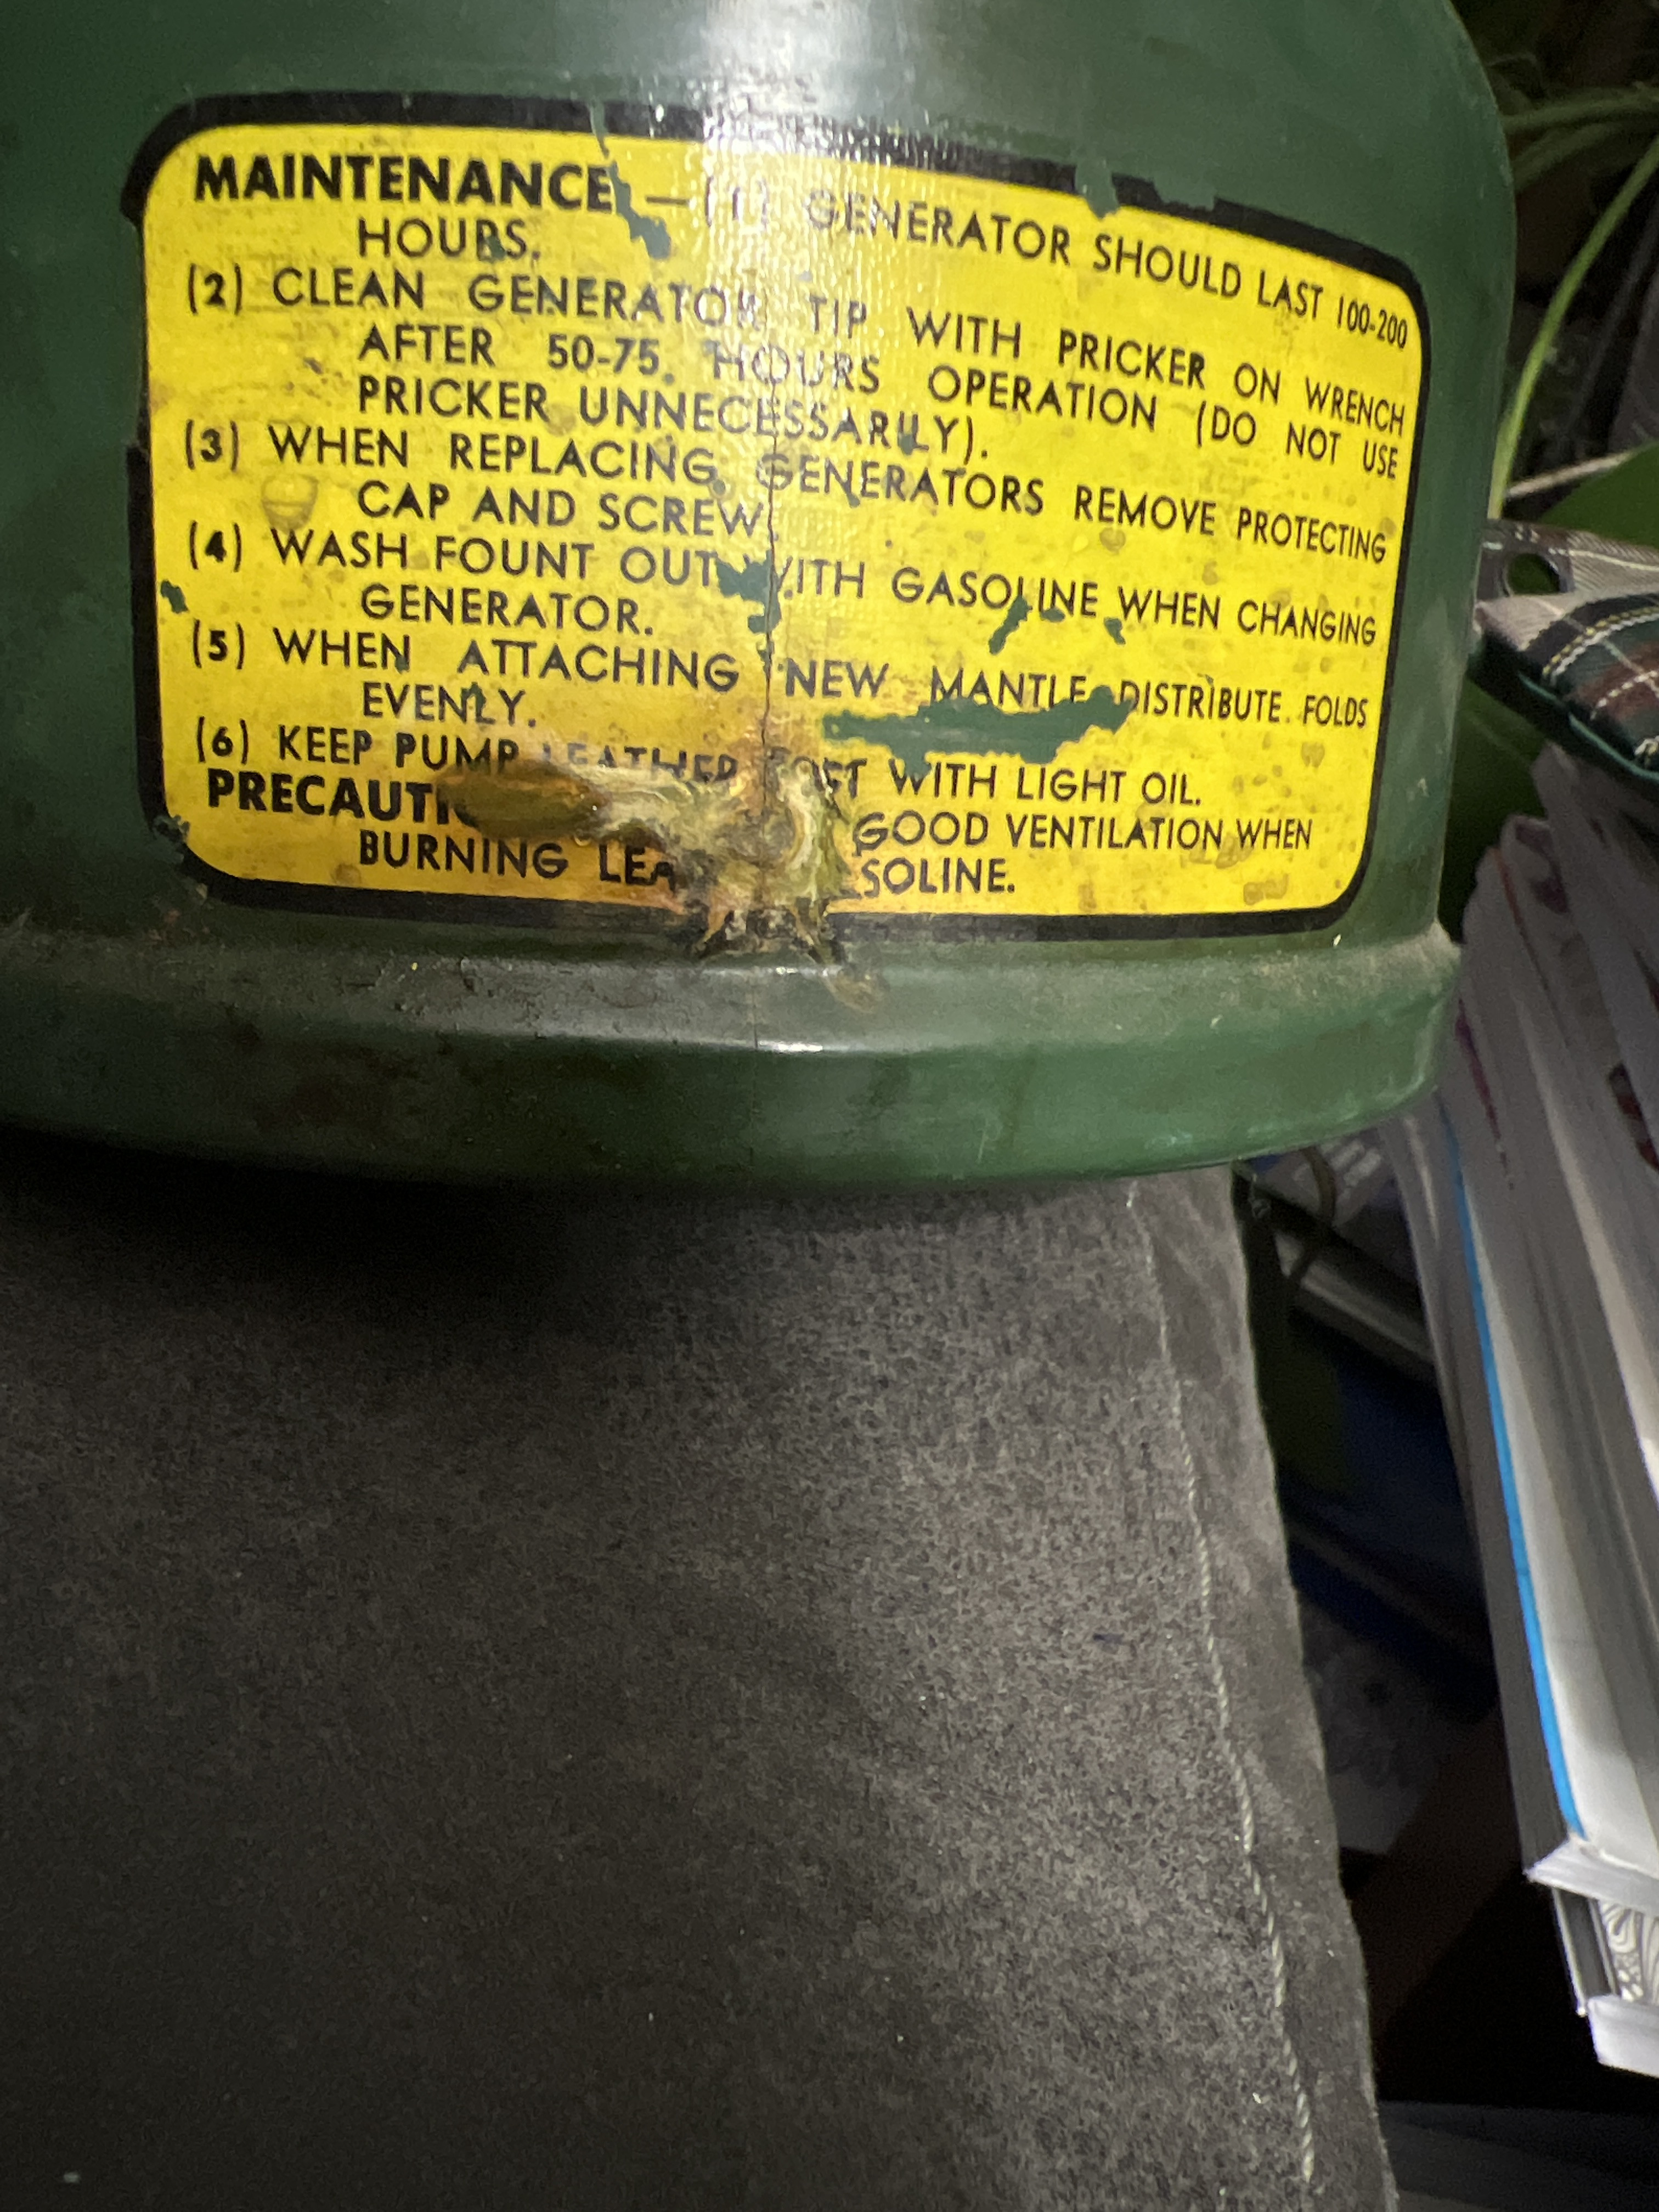 MAINTENANCE — (1) GENERATOR SHOULD LAST 100-200
HOURS.
(2) CLEAN GENERATOR TIP WITH PRICKER ON WRENCH
AFTER 50-75 HOURS OPERATION (DO NOT USE
PRICKER UNNECESSARILY).
(3) WHEN REPLACING GENERATORS REMOVE PROTECTING
CAP AND SCREW.
(4) WASH FOUNT OUT WITH GASOLINE WHEN CHANGING
GENERATOR.
(5) WHEN ATTACHING NEW MANTLE DISTRIBUTE FOLDS
EVENLY.
(6) KEEP PUMP LEATHER SOFT WITH LIGHT OIL.
GOOD VENTILATION WHEN
BURNING